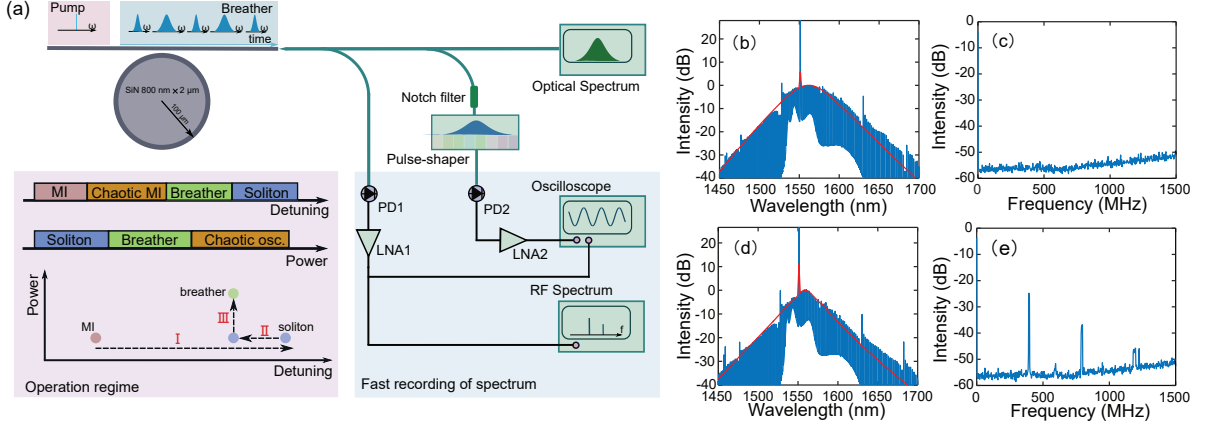 (a)
Pump
ω
Breather
ω ω ω ω ω
time
SiN 800 nm x 2 μm
100 μm
Optical Spectrum
Notch filter
Pulse-shaper
MI Chaotic MI Breather Soliton
Detuning
Soliton Breather Chaotic osc.
Power
Power
breather
III
MI I II soliton
Detuning
Operation regime
PD1
LNA1
PD2
LNA2
Oscilloscope
RF Spectrum
f
Fast recording of spectrum
(b)
Intensity (dB)
20
10
0
-10
-20
-30
-40
1450 1500 1550 1600 1650 1700
Wavelength (nm)
(c)
Intensity (dB)
0
-10
-20
-30
-40
-50
-60
0 500 1000 1500
Frequency (MHz)
(d)
Intensity (dB)
20
10
0
-10
-20
-30
-40
1450 1500 1550 1600 1650 1700
Wavelength (nm)
(e)
Intensity (dB)
0
-10
-20
-30
-40
-50
-60
0 500 1000 1500
Frequency (MHz)